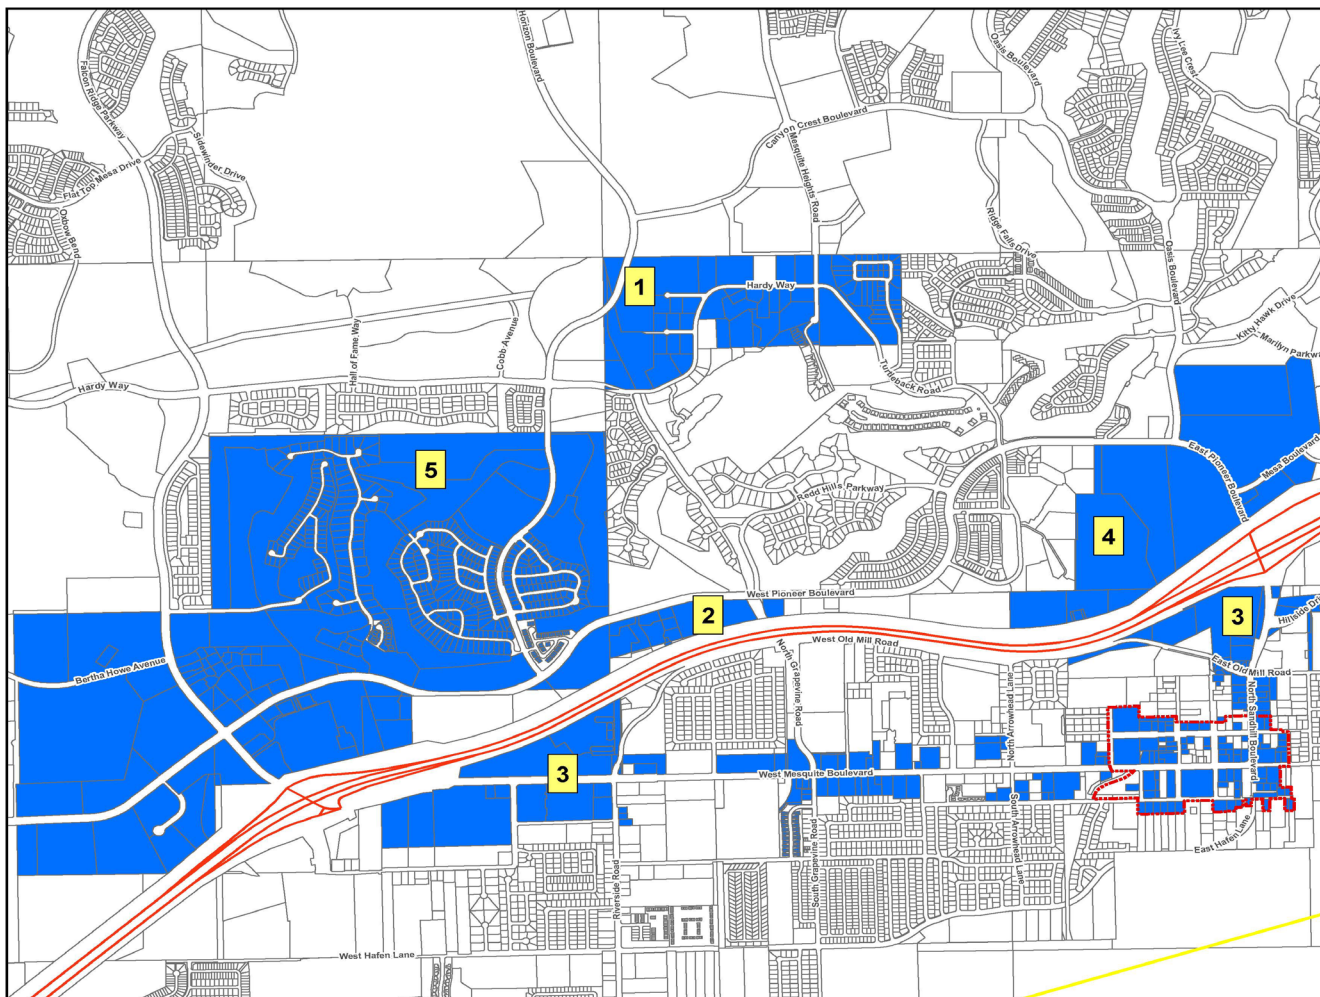 Horizon Boulevard
Ivy Lee Crest
Oasis Boulevard
Falcon Ridge Parkway
Canyon Crest Boulevard
Sidewinder Drive
Mesquite Heights Road
Flat Top Mesa Drive
Oxbow Bend
Ridge Falls Drive
Oasis Boulevard
1
Hardy Way
Kitty Hawk Drive
Hall of Fame Way
Cobb Avenue
Marilyn Parkway
Turtleback Road
Hardy Way
5
East Pioneer Boulevard
Mesa Boulevard
Redd Hills Parkway
4
West Pioneer Boulevard
2
3
Hillside Drive
West Old Mill Road
North Grapevine Road
Bertha Howe Avenue
East Old Mill Road
North Arrowhead Lane
North Sandhill Boulevard
3
West Mesquite Boulevard
South Grapevine Road
South Arrowhead Lane
East Hafen Lane
Riverside Road
West Hafen Lane